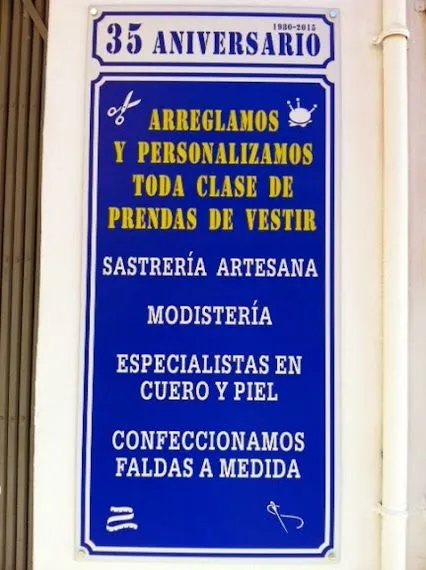 1980-2015
35 ANIVERSARIO
ARREGLAMOS
Y PERSONALIZAMOS
TODA CLASE DE
PRENDAS DE VESTIR
SASTRERÍA ARTESANA
MODISTERÍA
ESPECIALISTAS EN
CUERO Y PIEL
CONFECCIONAMOS
FALDAS A MEDIDA